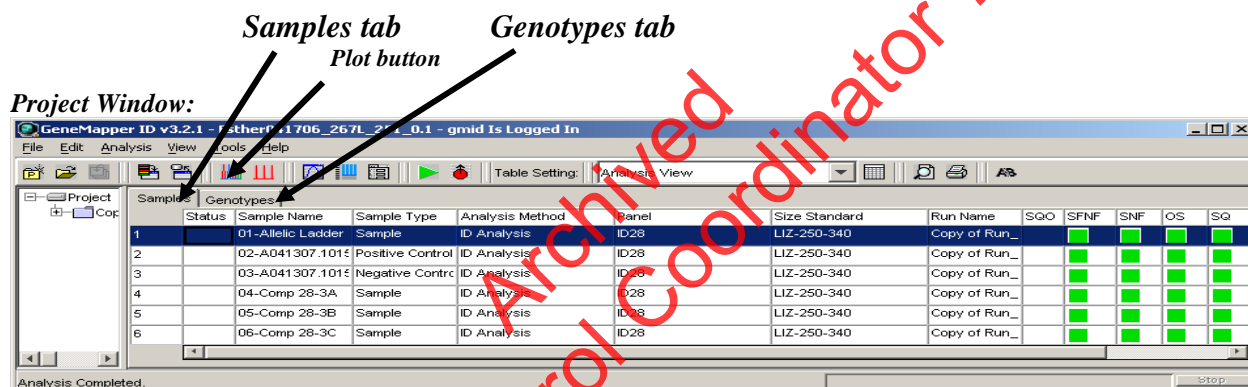 Samples tab Genotypes tab
Plot button
Project Window:
GeneMapper ID v3.2.1 - 0.1 - gmid Is Logged In
File Edit Analysis View Tools Help
Table Setting: Analysis View
Project Samples Genotypes
Cop
Status Sample Name Sample Type Analysis Method Panel Size Standard Run Name SQO SFNF SNF OS SQ
1 01-Allelic Ladder Sample ID Analysis ID28 LIZ-250-340 Copy of Run_
2 02-A041307.1015 Positive Control ID Analysis ID28 LIZ-250-340 Copy of Run_
3 03-A041307.1015 Negative Contrc ID Analysis ID28 LIZ-250-340 Copy of Run_
4 04-Comp 28-3A Sample ID Analysis ID28 LIZ-250-340 Copy of Run_
5 05-Comp 28-3B Sample ID Analysis ID28 LIZ-250-340 Copy of Run_
6 06-Comp 28-3C Sample ID Analysis ID28 LIZ-250-340 Copy of Run_
Analysis Completed. Stop
Archived
rol Coordinator